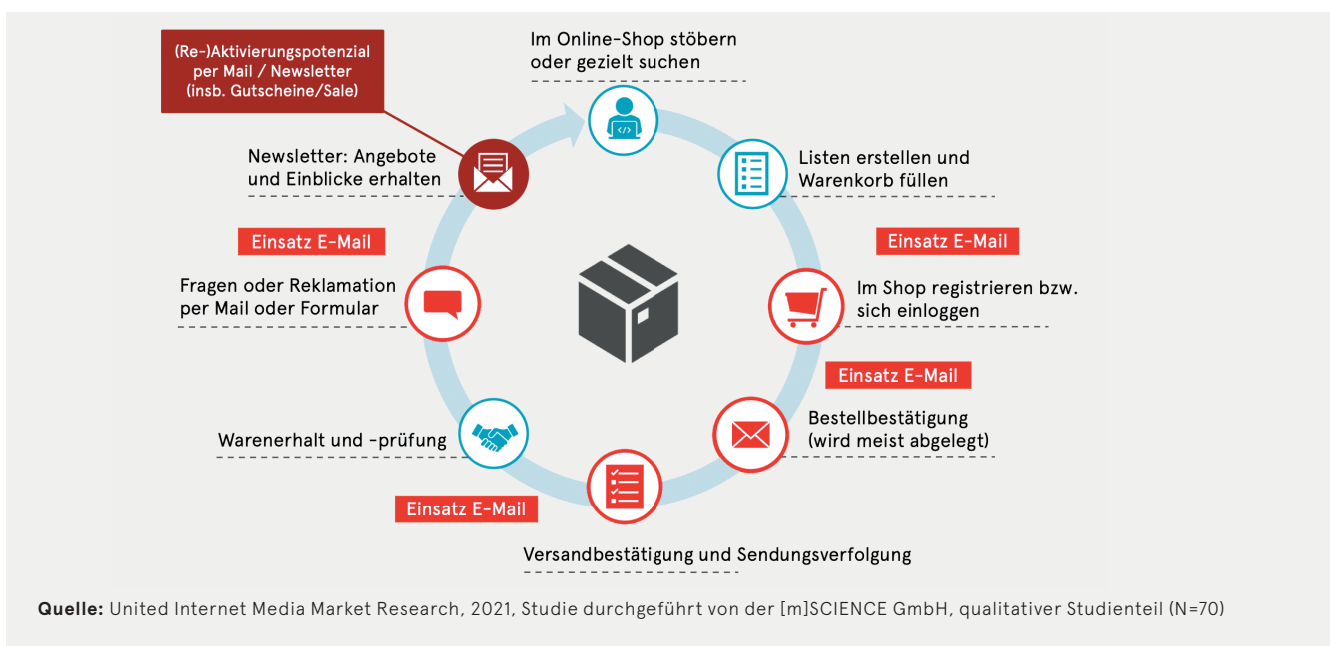 (Re-)Aktivierungspotenzial
per Mail / Newsletter
(insb. Gutscheine/Sale)
Im Online-Shop stöbern
oder gezielt suchen
Listen erstellen und
Warenkorb füllen
Einsatz E-Mail
Im Shop registrieren bzw.
sich einloggen
Einsatz E-Mail
Bestellbestätigung
(wird meist abgelegt)
Versandbestätigung und Sendungsverfolgung
Einsatz E-Mail
Warenerhalt und -prüfung
Fragen oder Reklamation
per Mail oder Formular
Einsatz E-Mail
Newsletter: Angebote
und Einblicke erhalten
</>
Quelle: United Internet Media Market Research, 2021, Studie durchgeführt von der [m]SCIENCE GmbH, qualitativer Studienteil (N=70)